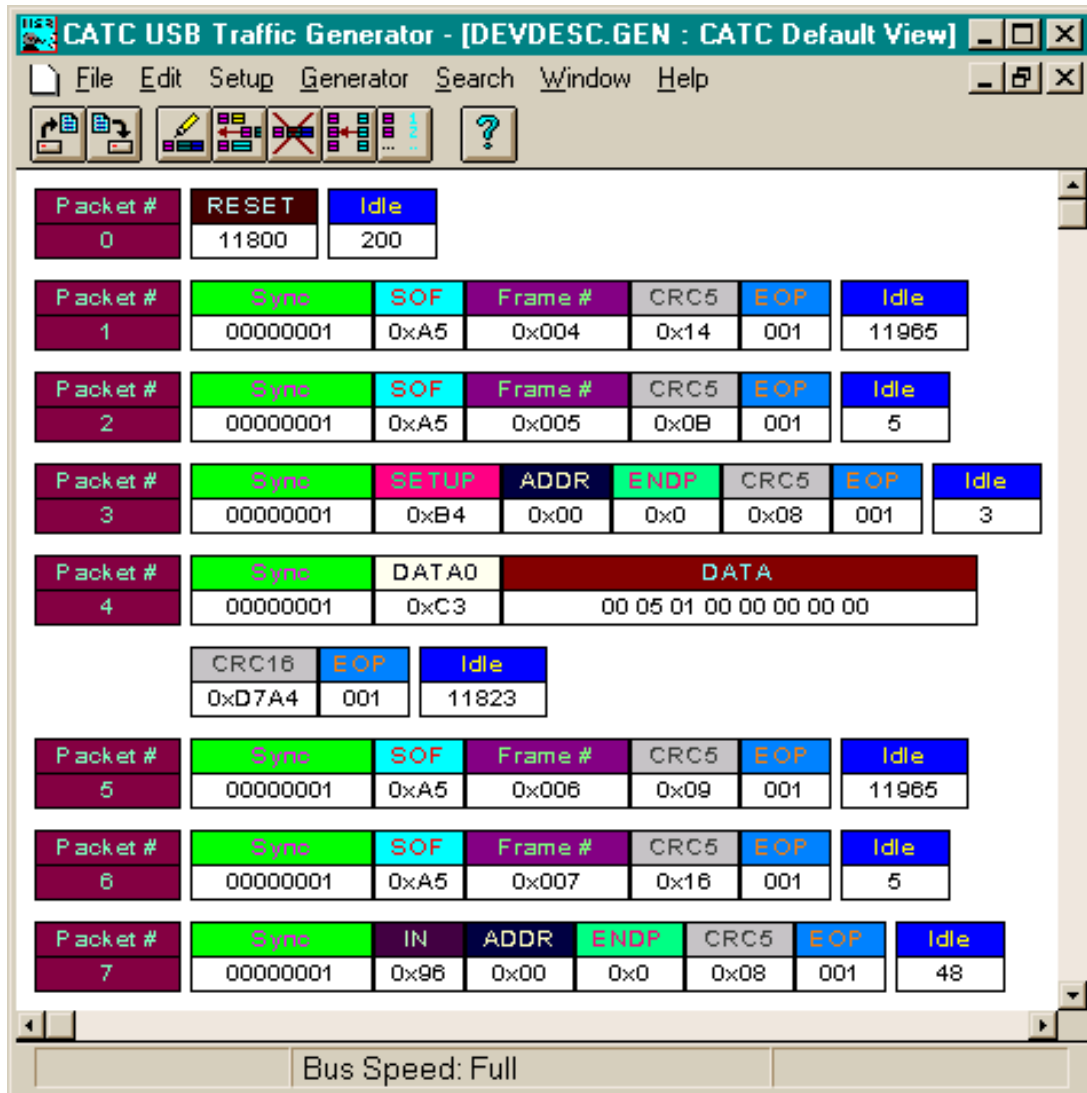 CATC USB Traffic Generator - [DEVDESC.GEN : CATC Default View]
File Edit Setup Generator Search Window Help
Packet # RESET Idle
0 11800 200
Packet # Sync SOF Frame # CRC5 EOP Idle
1 00000001 0xA5 0x004 0x14 001 11965
Packet # Sync SOF Frame # CRC5 EOP Idle
2 00000001 0xA5 0x005 0x0B 001 5
Packet # Sync SETUP ADDR ENDP CRC5 EOP Idle
3 00000001 0xB4 0x00 0x0 0x08 001 3
Packet # Sync DATA0 DATA
4 00000001 0xC3 00 05 01 00 00 00 00 00
CRC16 EOP Idle
0xD7A4 001 11823
Packet # Sync SOF Frame # CRC5 EOP Idle
5 00000001 0xA5 0x006 0x09 001 11965
Packet # Sync SOF Frame # CRC5 EOP Idle
6 00000001 0xA5 0x007 0x16 001 5
Packet # Sync IN ADDR ENDP CRC5 EOP Idle
7 00000001 0x96 0x00 0x0 0x08 001 48
Bus Speed: Full